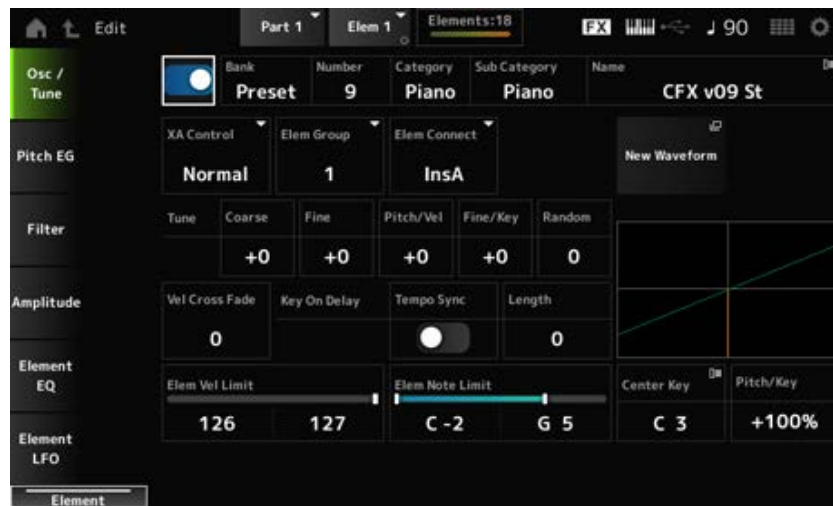 Edit Part 1 Elem 1 Elements:18 FX 90
Osc / Tune
Bank Number Category Sub Category Name
Preset 9 Piano Piano CFX v09 St
Pitch EG
XA Control Elem Group Elem Connect New Waveform
Normal 1 InsA
Filter
Tune Coarse Fine Pitch/Vel Fine/Key Random
+0 +0 +0 +0 0
Amplitude
Vel Cross Fade Key On Delay Tempo Sync Length
0 0
Element EQ
Elem Vel Limit Elem Note Limit Center Key Pitch/Key
126 127 C -2 G 5 C 3 +100%
Element LFO
Element